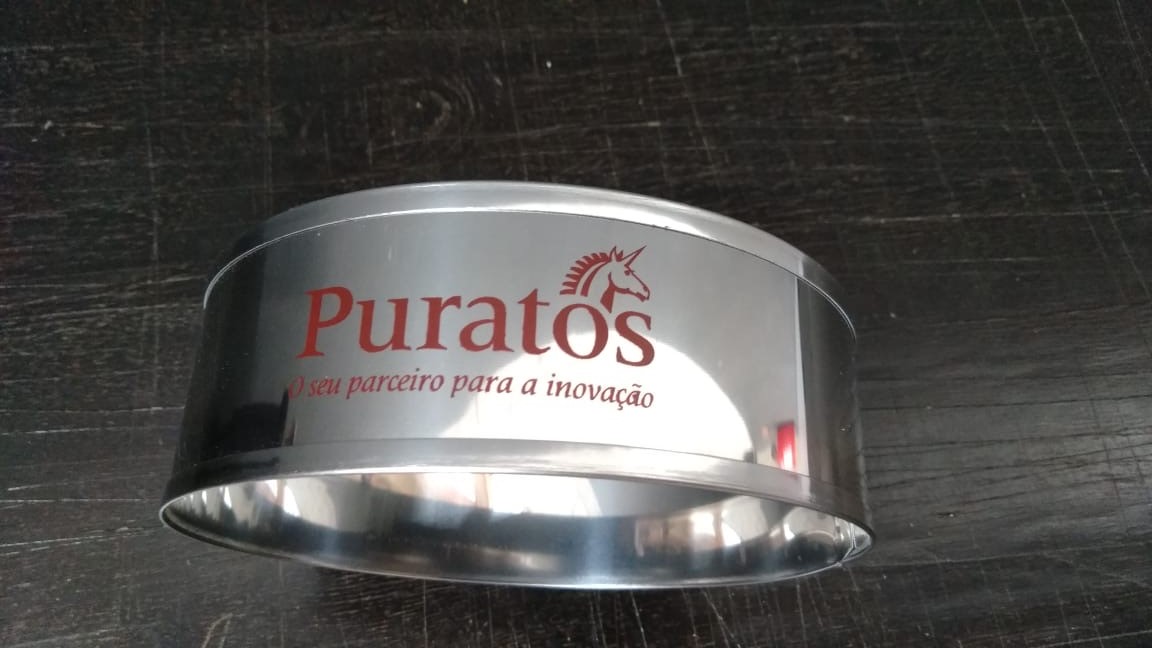 Puratos
O seu parceiro para a inovação